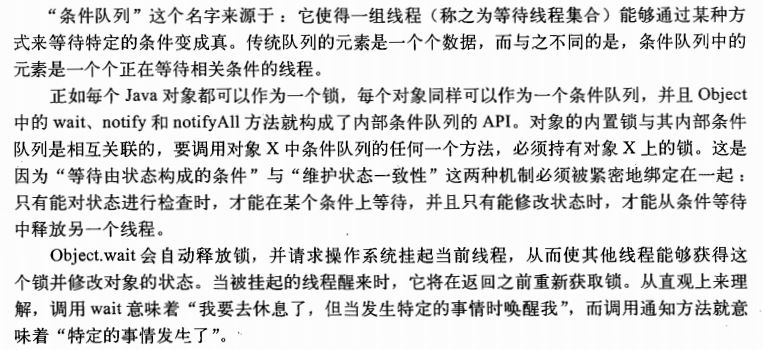 “条件队列”这个名字来源于：它使得一组线程（称之为等待线程集合）能够通过某种方
式来等待特定的条件变成真。传统队列的元素是一个个数据，而与之不同的是，条件队列中的
元素是一个个正在等待相关条件的线程。
正如每个 Java 对象都可以作为一个锁，每个对象同样可以作为一个条件队列，并且 Object
中的 wait、notify 和 notifyAll 方法就构成了内部条件队列的 API。对象的内置锁与其内部条件
队列是相互关联的，要调用对象 X 中条件队列的任何一个方法，必须持有对象 X 上的锁。这是
因为“等待由状态构成的条件”与“维护状态一致性”这两种机制必须被紧密地绑定在一起：
只有能对状态进行检查时，才能在某个条件上等待，并且只有能修改状态时，才能从条件等待
中释放另一个线程。
Object.wait 会自动释放锁，并请求操作系统挂起当前线程，从而使其他线程能够获得这
个锁并修改对象的状态。当被挂起的线程醒来时，它将在返回之前重新获取锁。从直观上来理
解，调用 wait 意味着“我要去休息了，但当发生特定的事情时唤醒我”，而调用通知方法就意
味着“特定的事情发生了”。